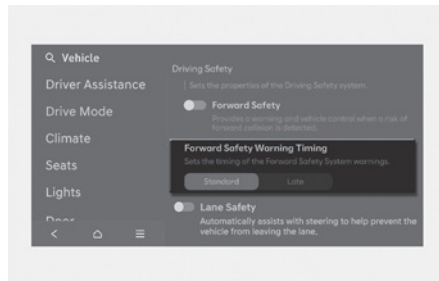 Vehicle
Driver Assistance
Drive Mode
Climate
Seats
Lights
Door
Driving Safety
Sets the properties of the Driving Safety system.
Forward Safety
Provides a warning and vehicle control when a risk of
forward collision is detected.
Forward Safety Warning Timing
Sets the timing of the Forward Safety System warnings.
Standard Late
Lane Safety
Automatically assists with steering to help prevent the
vehicle from leaving the lane.